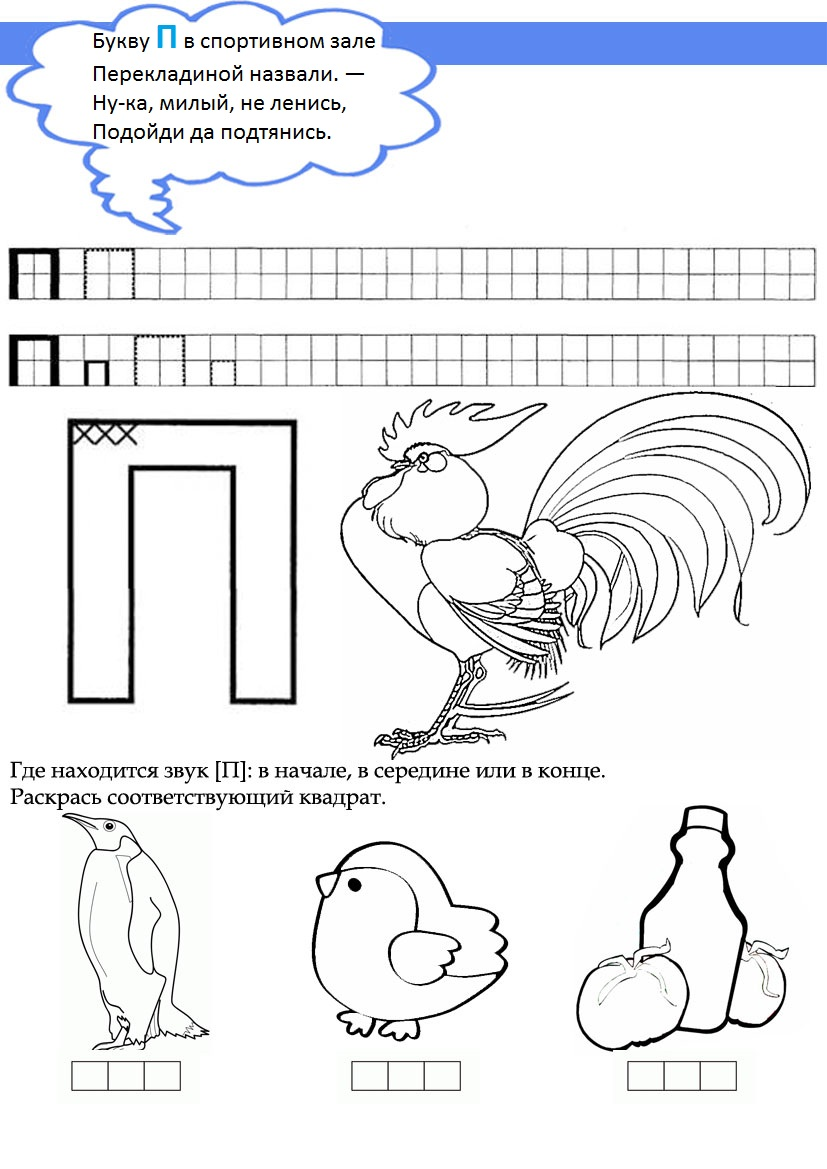 Букву П в спортивном зале
Перекладиной назвали. —
Ну-ка, милый, не ленись,
Подойди да подтянись.
П П
П п П п
П
Где находится звук [П]: в начале, в середине или в конце.
Раскрась соответствующий квадрат.